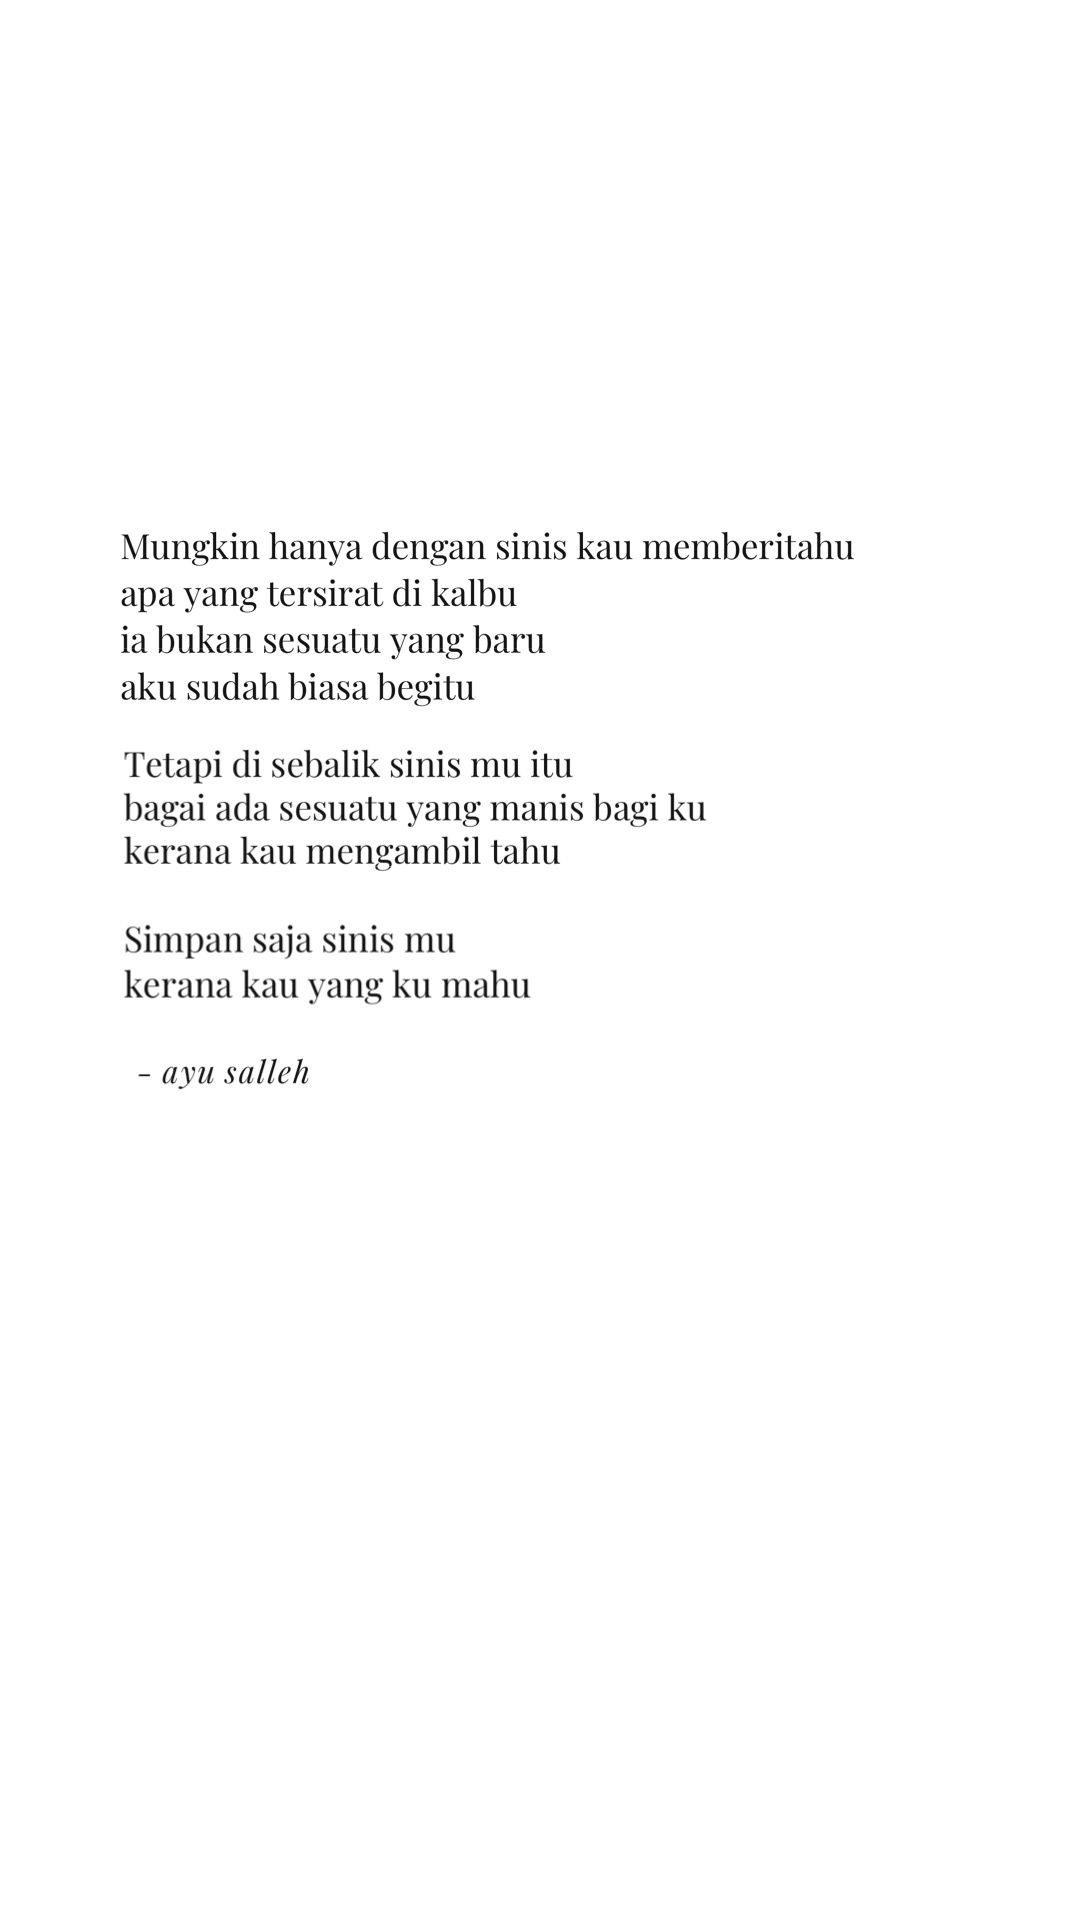 Mungkin hanya dengan sinis kau memberitahu
apa yang tersirat di kalbu
ia bukan sesuatu yang baru
aku sudah biasa begitu
Tetapi di sebalik sinis mu itu
bagai ada sesuatu yang manis bagi ku
kerana kau mengambil tahu
Simpan saja sinis mu
kerana kau yang ku mahu
- ayu salleh